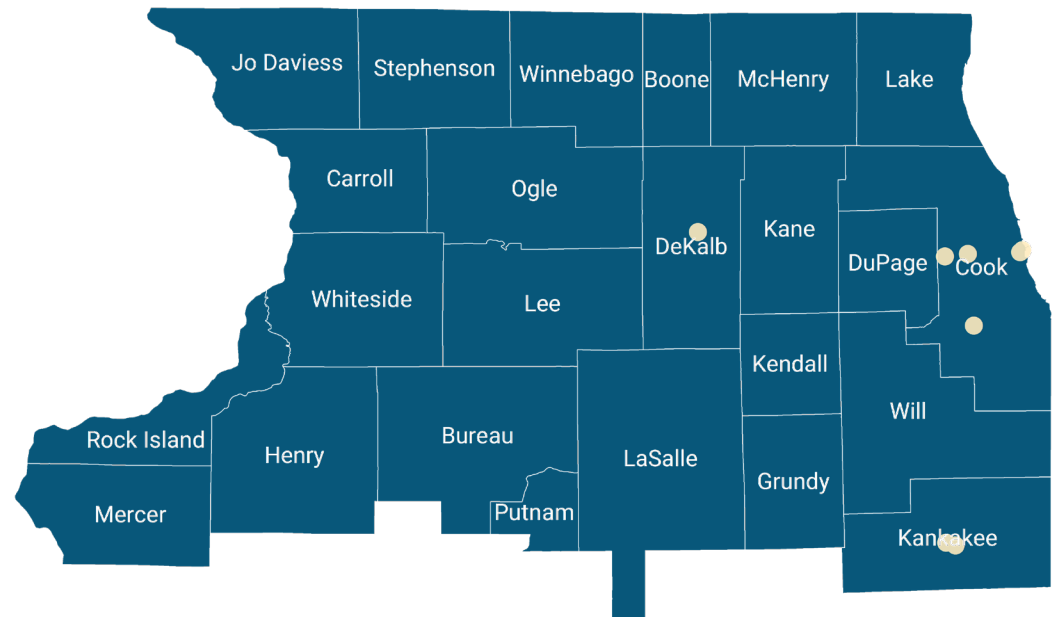 Jo Daviess
Stephenson
Winnebago
Boone
McHenry
Lake
Carroll
Ogle
DeKalb
Kane
DuPage
Cook
Whiteside
Lee
Kendall
Will
Rock Island
Henry
Bureau
LaSalle
Grundy
Mercer
Putnam
Kankakee